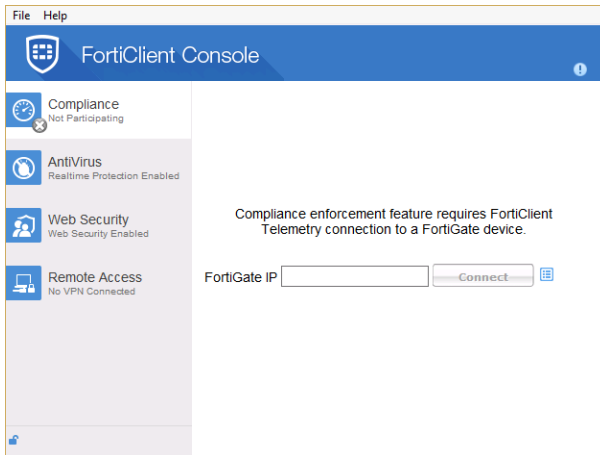 File Help
FortiClient Console
Compliance
Not Participating
AntiVirus
Realtime Protection Enabled
Web Security
Web Security Enabled
Remote Access
No VPN Connected
Compliance enforcement feature requires FortiClient
Telemetry connection to a FortiGate device.
FortiGate IP Connect